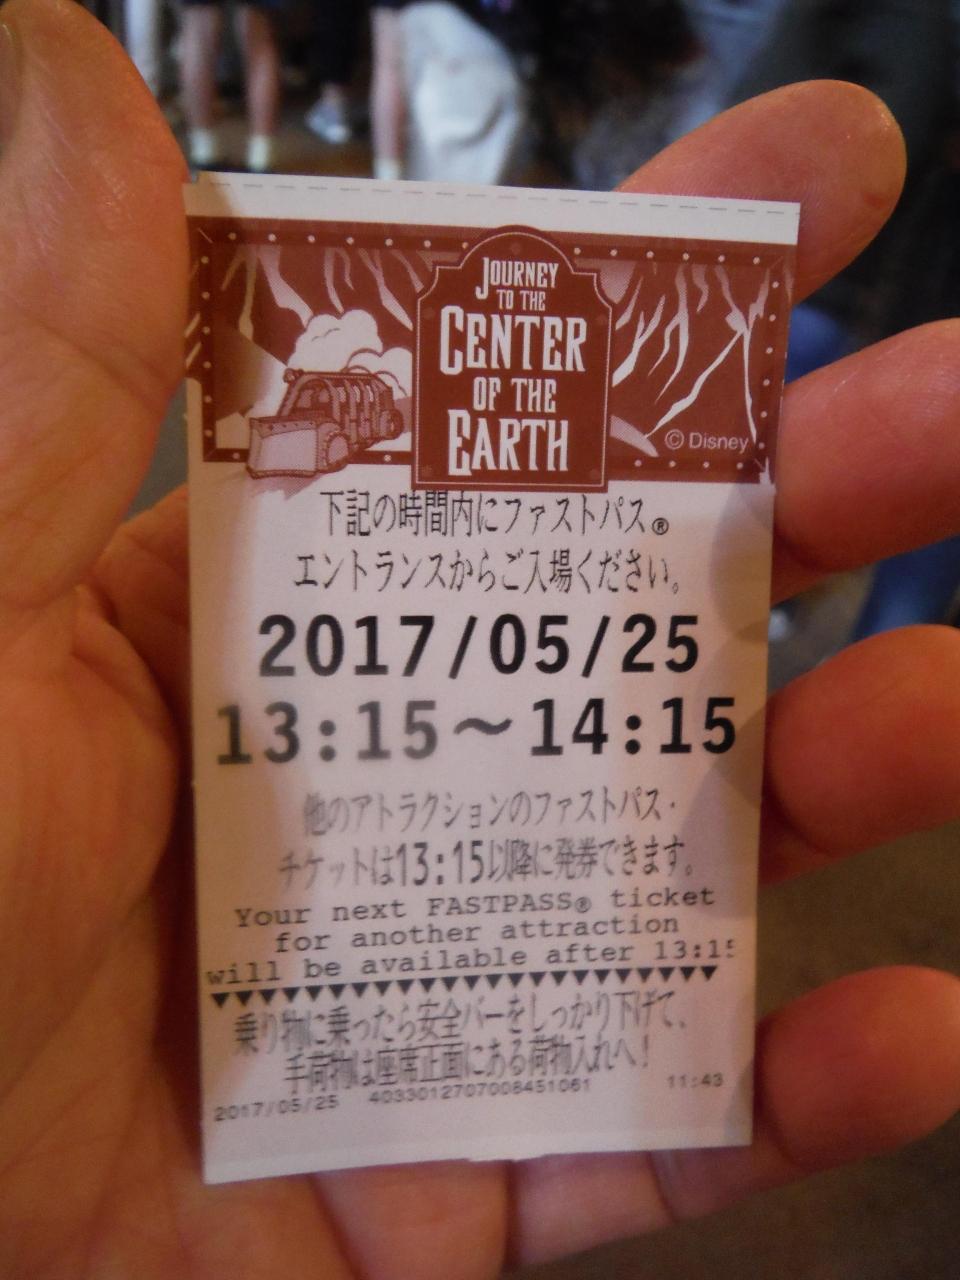 JOURNEY
TO THE
CENTER
OF THE
EARTH
© Disney
下記の時間内にファストパス®
エントランスからご入場ください。
2017/05/25
13:15～14:15
他のアトラクションのファストパス・
チケットは13:15以降に発券できます。
Your next FASTPASS® ticket
for another attraction
will be available after 13:15
▼▼▼▼▼▼▼▼▼▼▼▼▼▼▼▼▼▼▼▼▼▼▼▼
乗り物に乗ったら安全バーをしっかり下げて、
手荷物は座席正面にある荷物入れへ！
2017/05/25 4033012707008451061 11:43